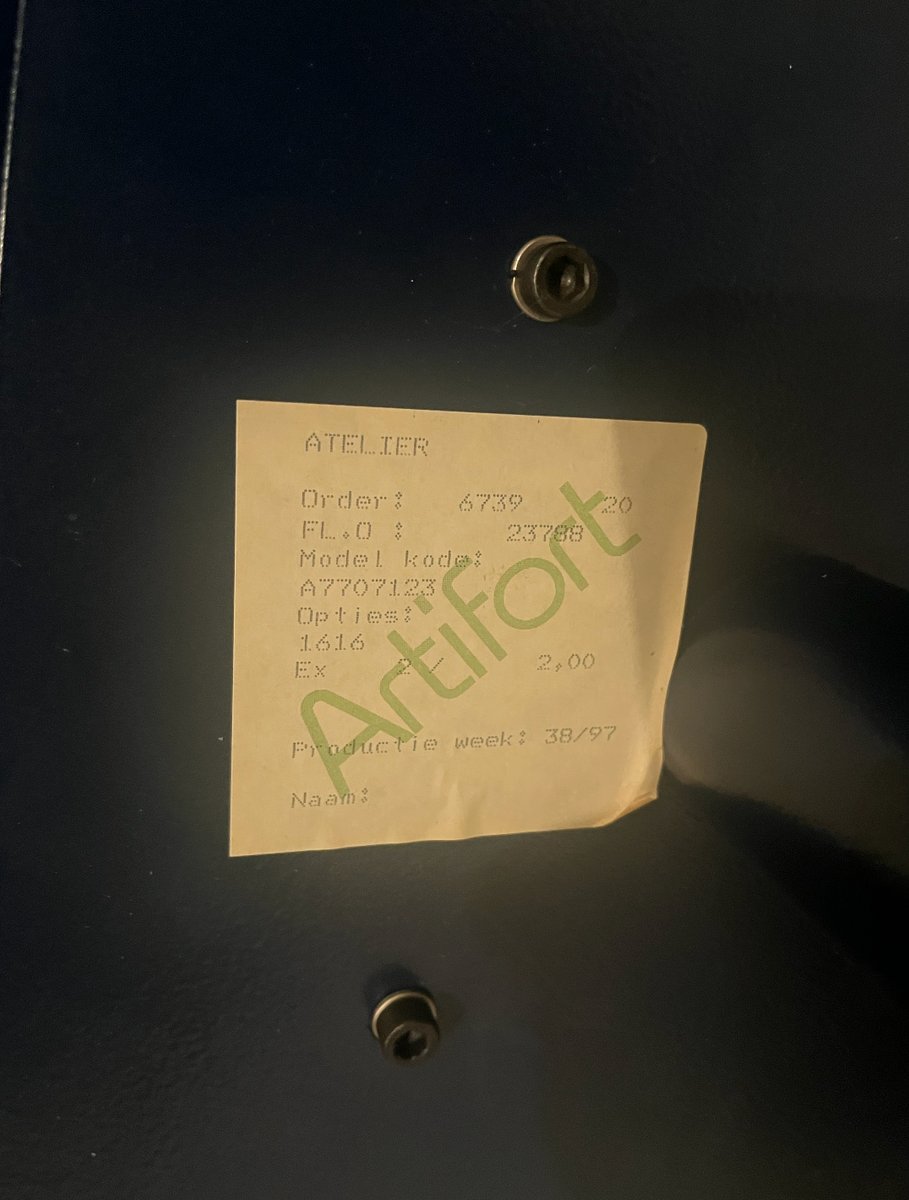 ATELIER
Order: 6739 20
FL.O : 23788
Model kode:
A7707123
Opties:
1616
Ex 2 / 2,00
Productie week: 38/97
Naam:
Artifort